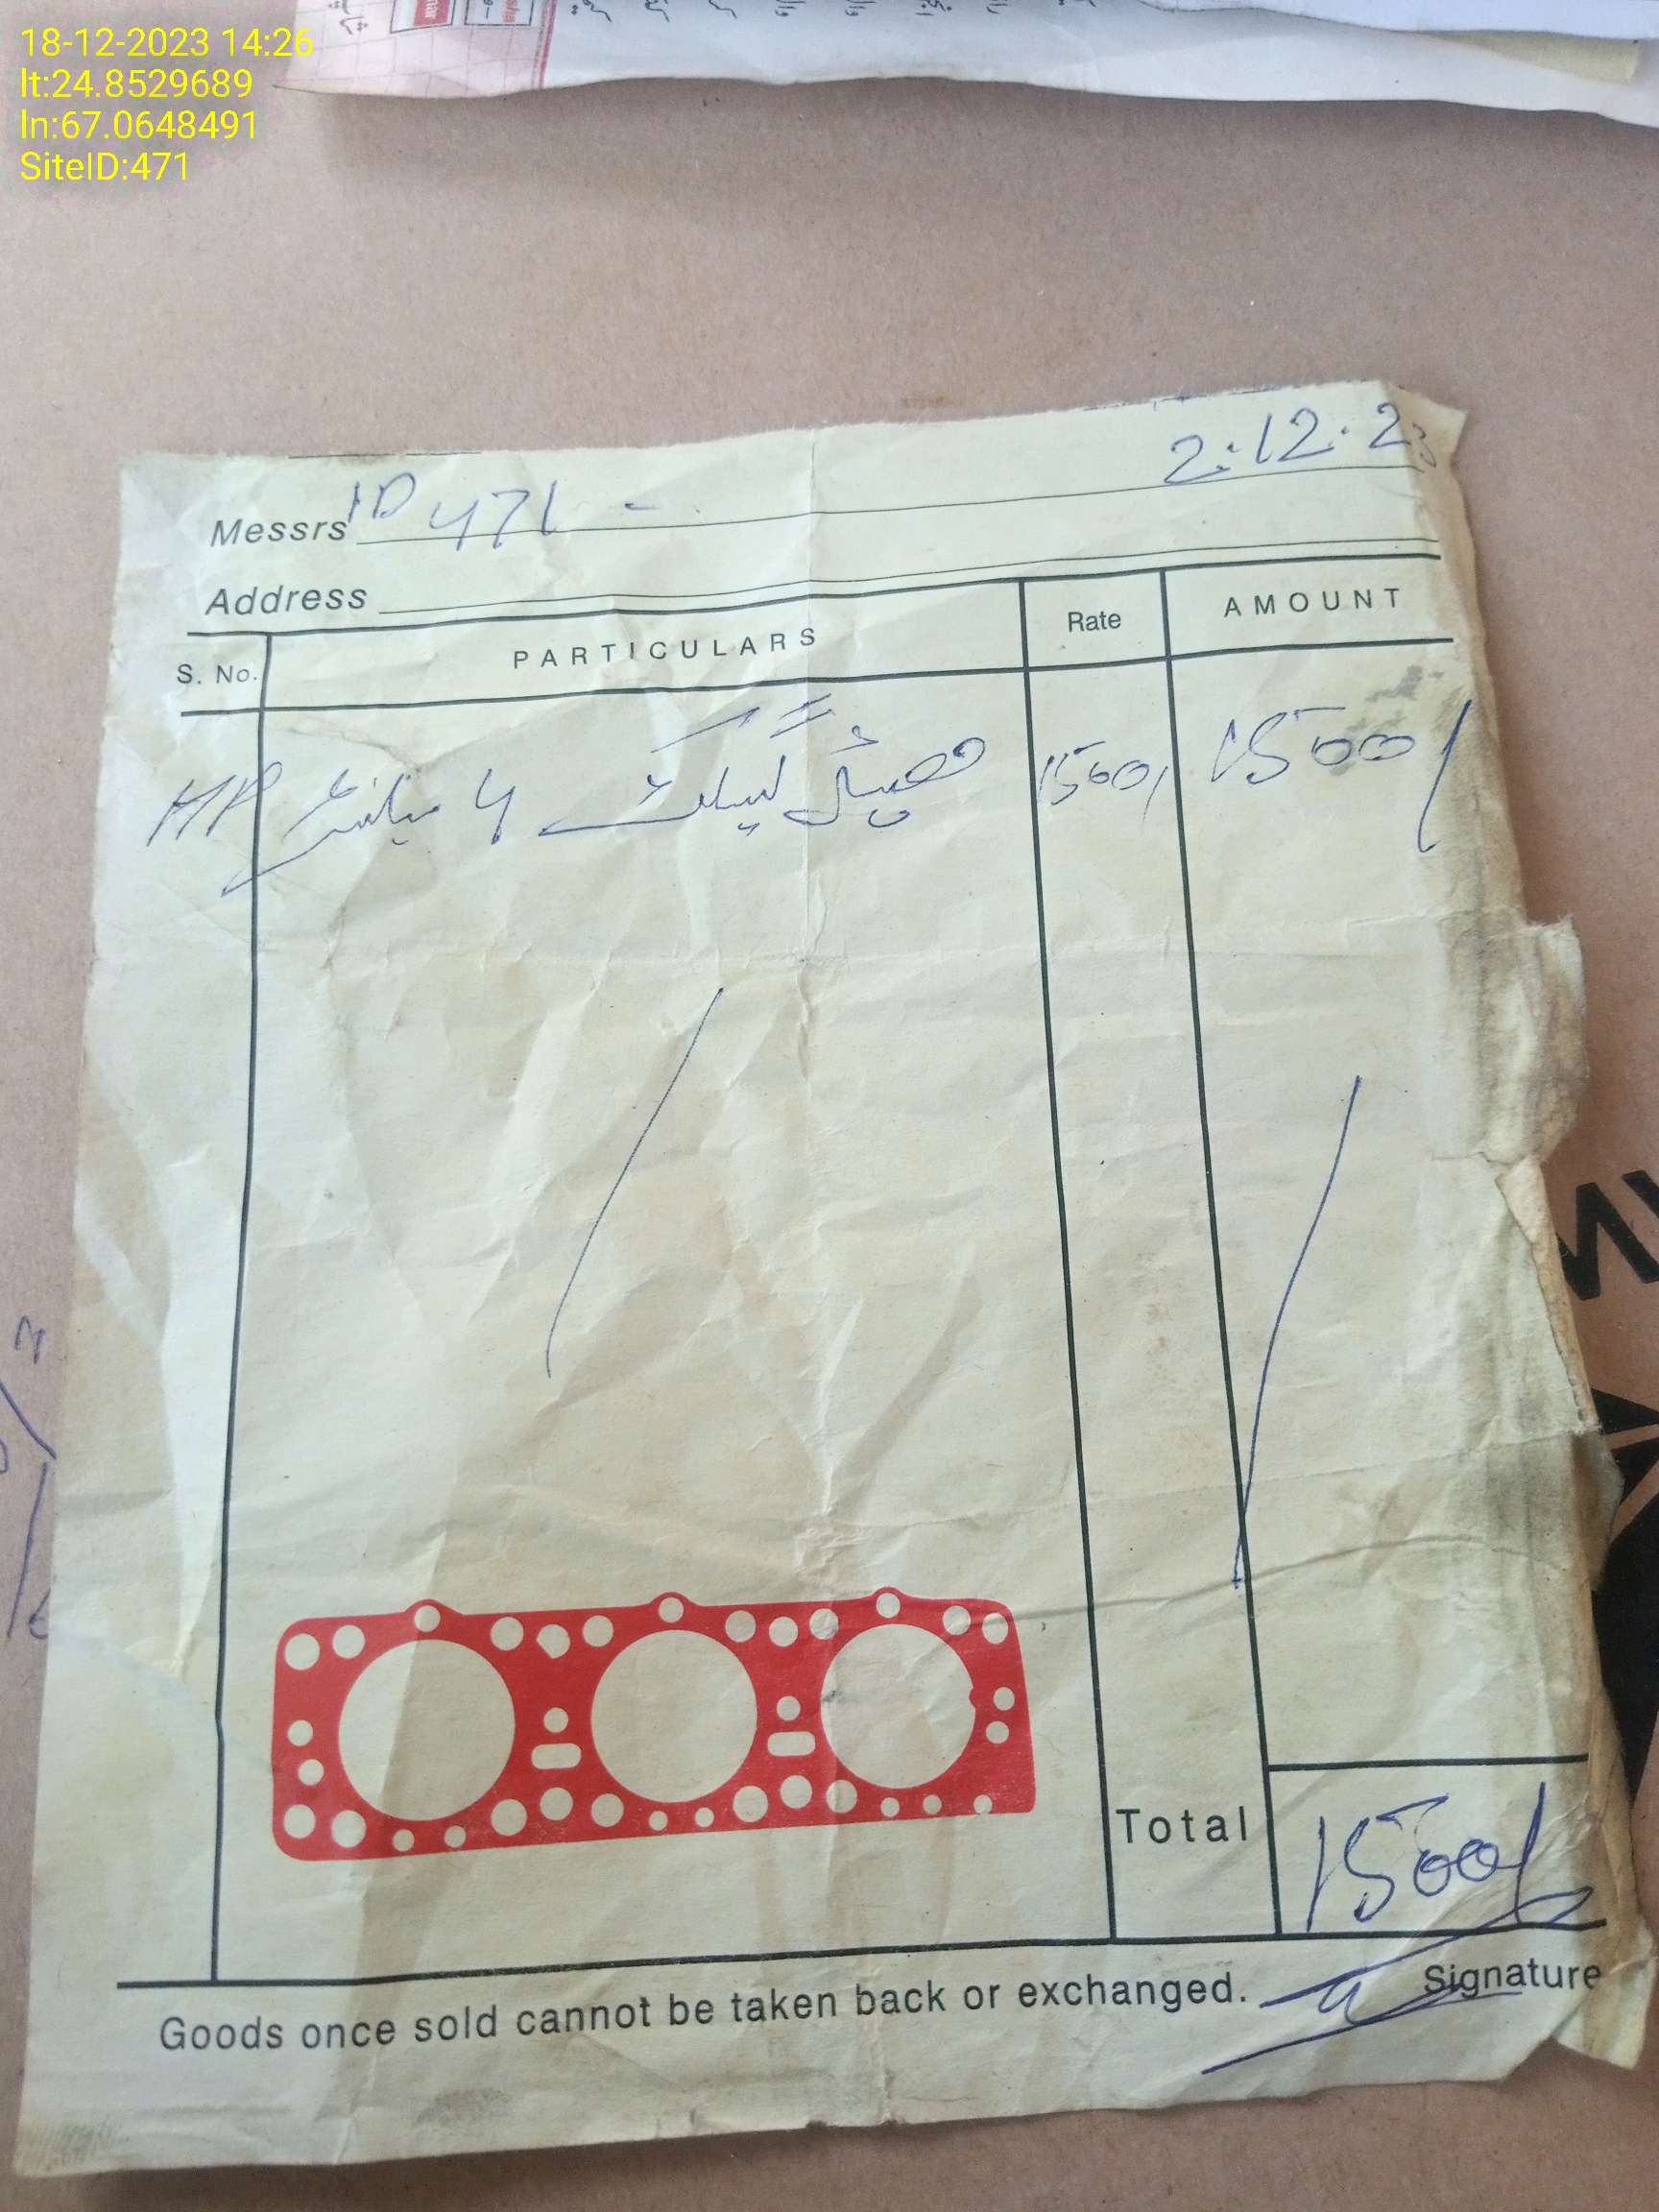 18-12-2023 14:26
lt:24.8529689
ln:67.0648491
SiteID:471
2:12:23
Messrs ID 471 -
Address
S. No. PARTICULARS Rate AMOUNT
4 HP 1500/ 1500/
Total 1500/
Goods once sold cannot be taken back or exchanged. Signature